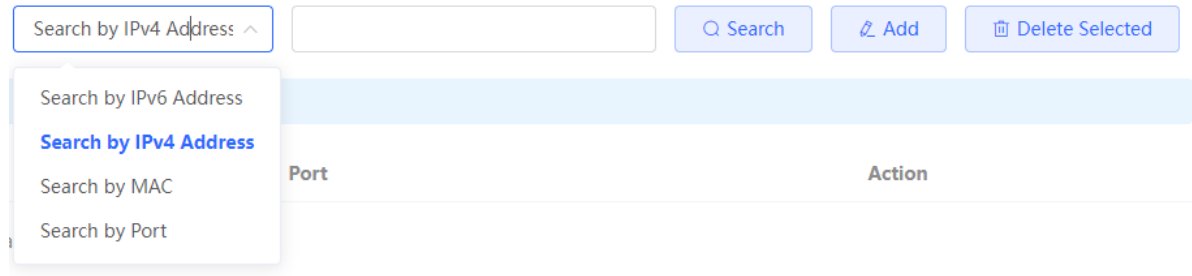 Search by IPv4 Address
Search
Add
Delete Selected
Search by IPv6 Address
Search by IPv4 Address
Search by MAC
Search by Port
Port
Action